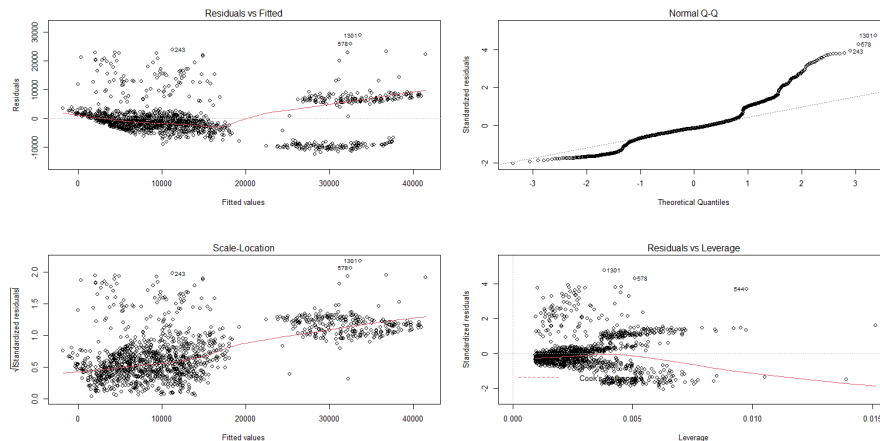 Residuals vs Fitted
Residuals
-10000 0 10000 20000 30000
1301
578
243
0 10000 20000 30000 40000
Fitted values
Normal Q-Q
Standardized residuals
-2 0 2 4
1301
578
243
-3 -2 -1 0 1 2 3
Theoretical Quantiles
Scale-Location
√|Standardized residuals|
0.0 0.5 1.0 1.5 2.0
1301
578
243
0 10000 20000 30000 40000
Fitted values
Residuals vs Leverage
Standardized residuals
-2 0 2 4
1301
578
544
Cook's
0.000 0.005 0.010 0.015
Leverage